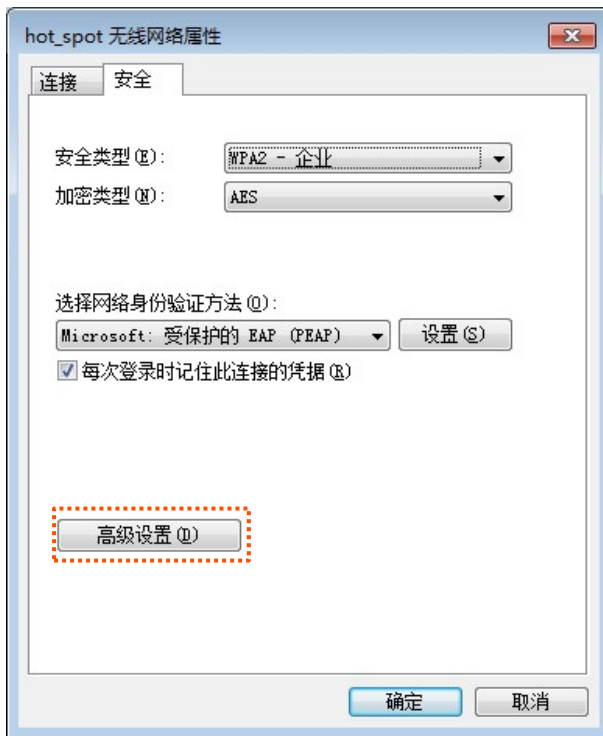 hot_spot 无线网络属性
连接 安全
安全类型(E): WPA2 - 企业
加密类型(N): AES
选择网络身份验证方法(O):
Microsoft: 受保护的 EAP (PEAP) 设置(S)
每次登录时记住此连接的凭据(R)
高级设置(D)
确定 取消